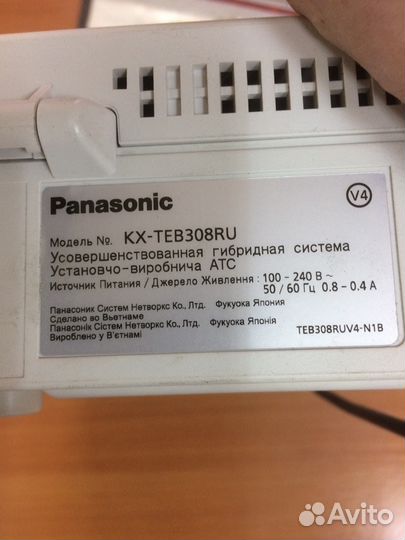 Panasonic
V4
Модель №. KX-TEB308RU
Усовершенствованная гибридная система
Установчо-виробнича АТС
Источник Питания / Джерело Живлення : 100 - 240 В ~
50 / 60 Гц 0.8 - 0.4 А
Панасоник Систем Нетворкс Ко., Лтд. Фукуока Япония
Сделано во Вьетнаме
Панасонік Сістем Нетворкс Ко., Лтд. Фукуока Японія
Вироблено у В'єтнамі
TEB308RUV4-N1B
Avito